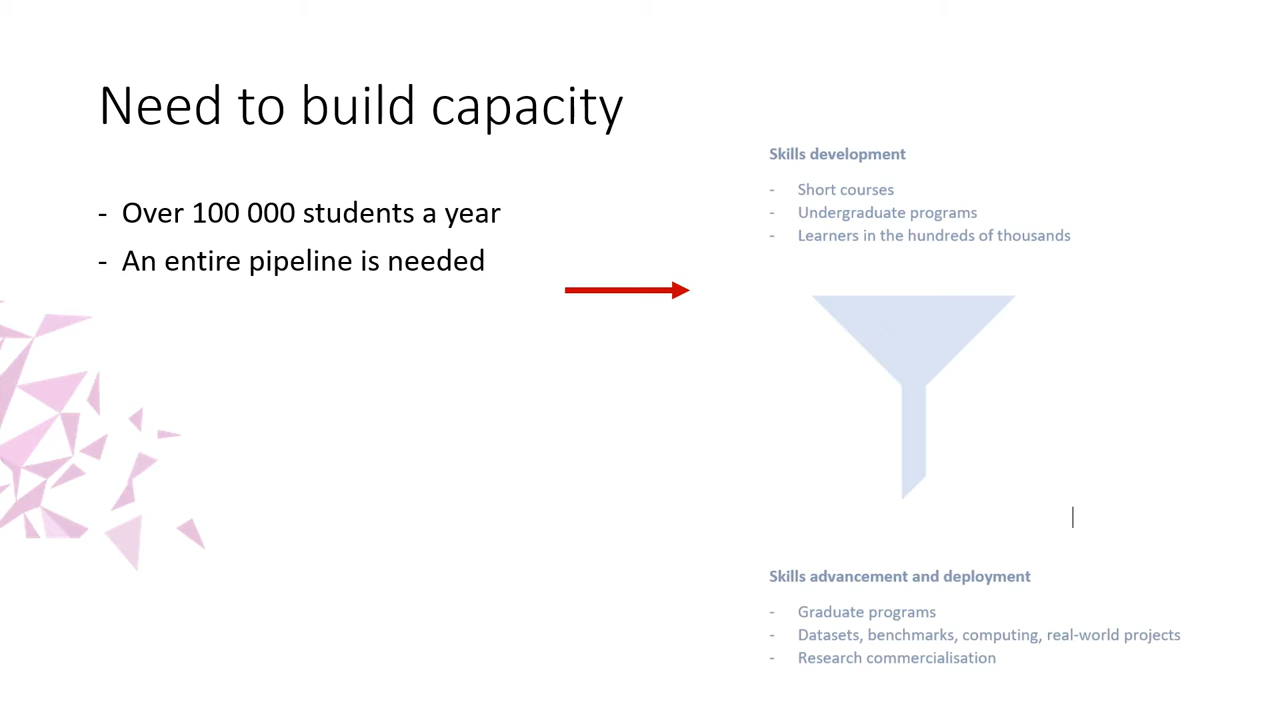 Need to build capacity
- Over 100 000 students a year
- An entire pipeline is needed
Skills development
- Short courses
- Undergraduate programs
- Learners in the hundreds of thousands
Skills advancement and deployment
- Graduate programs
- Datasets, benchmarks, computing, real-world projects
- Research commercialisation